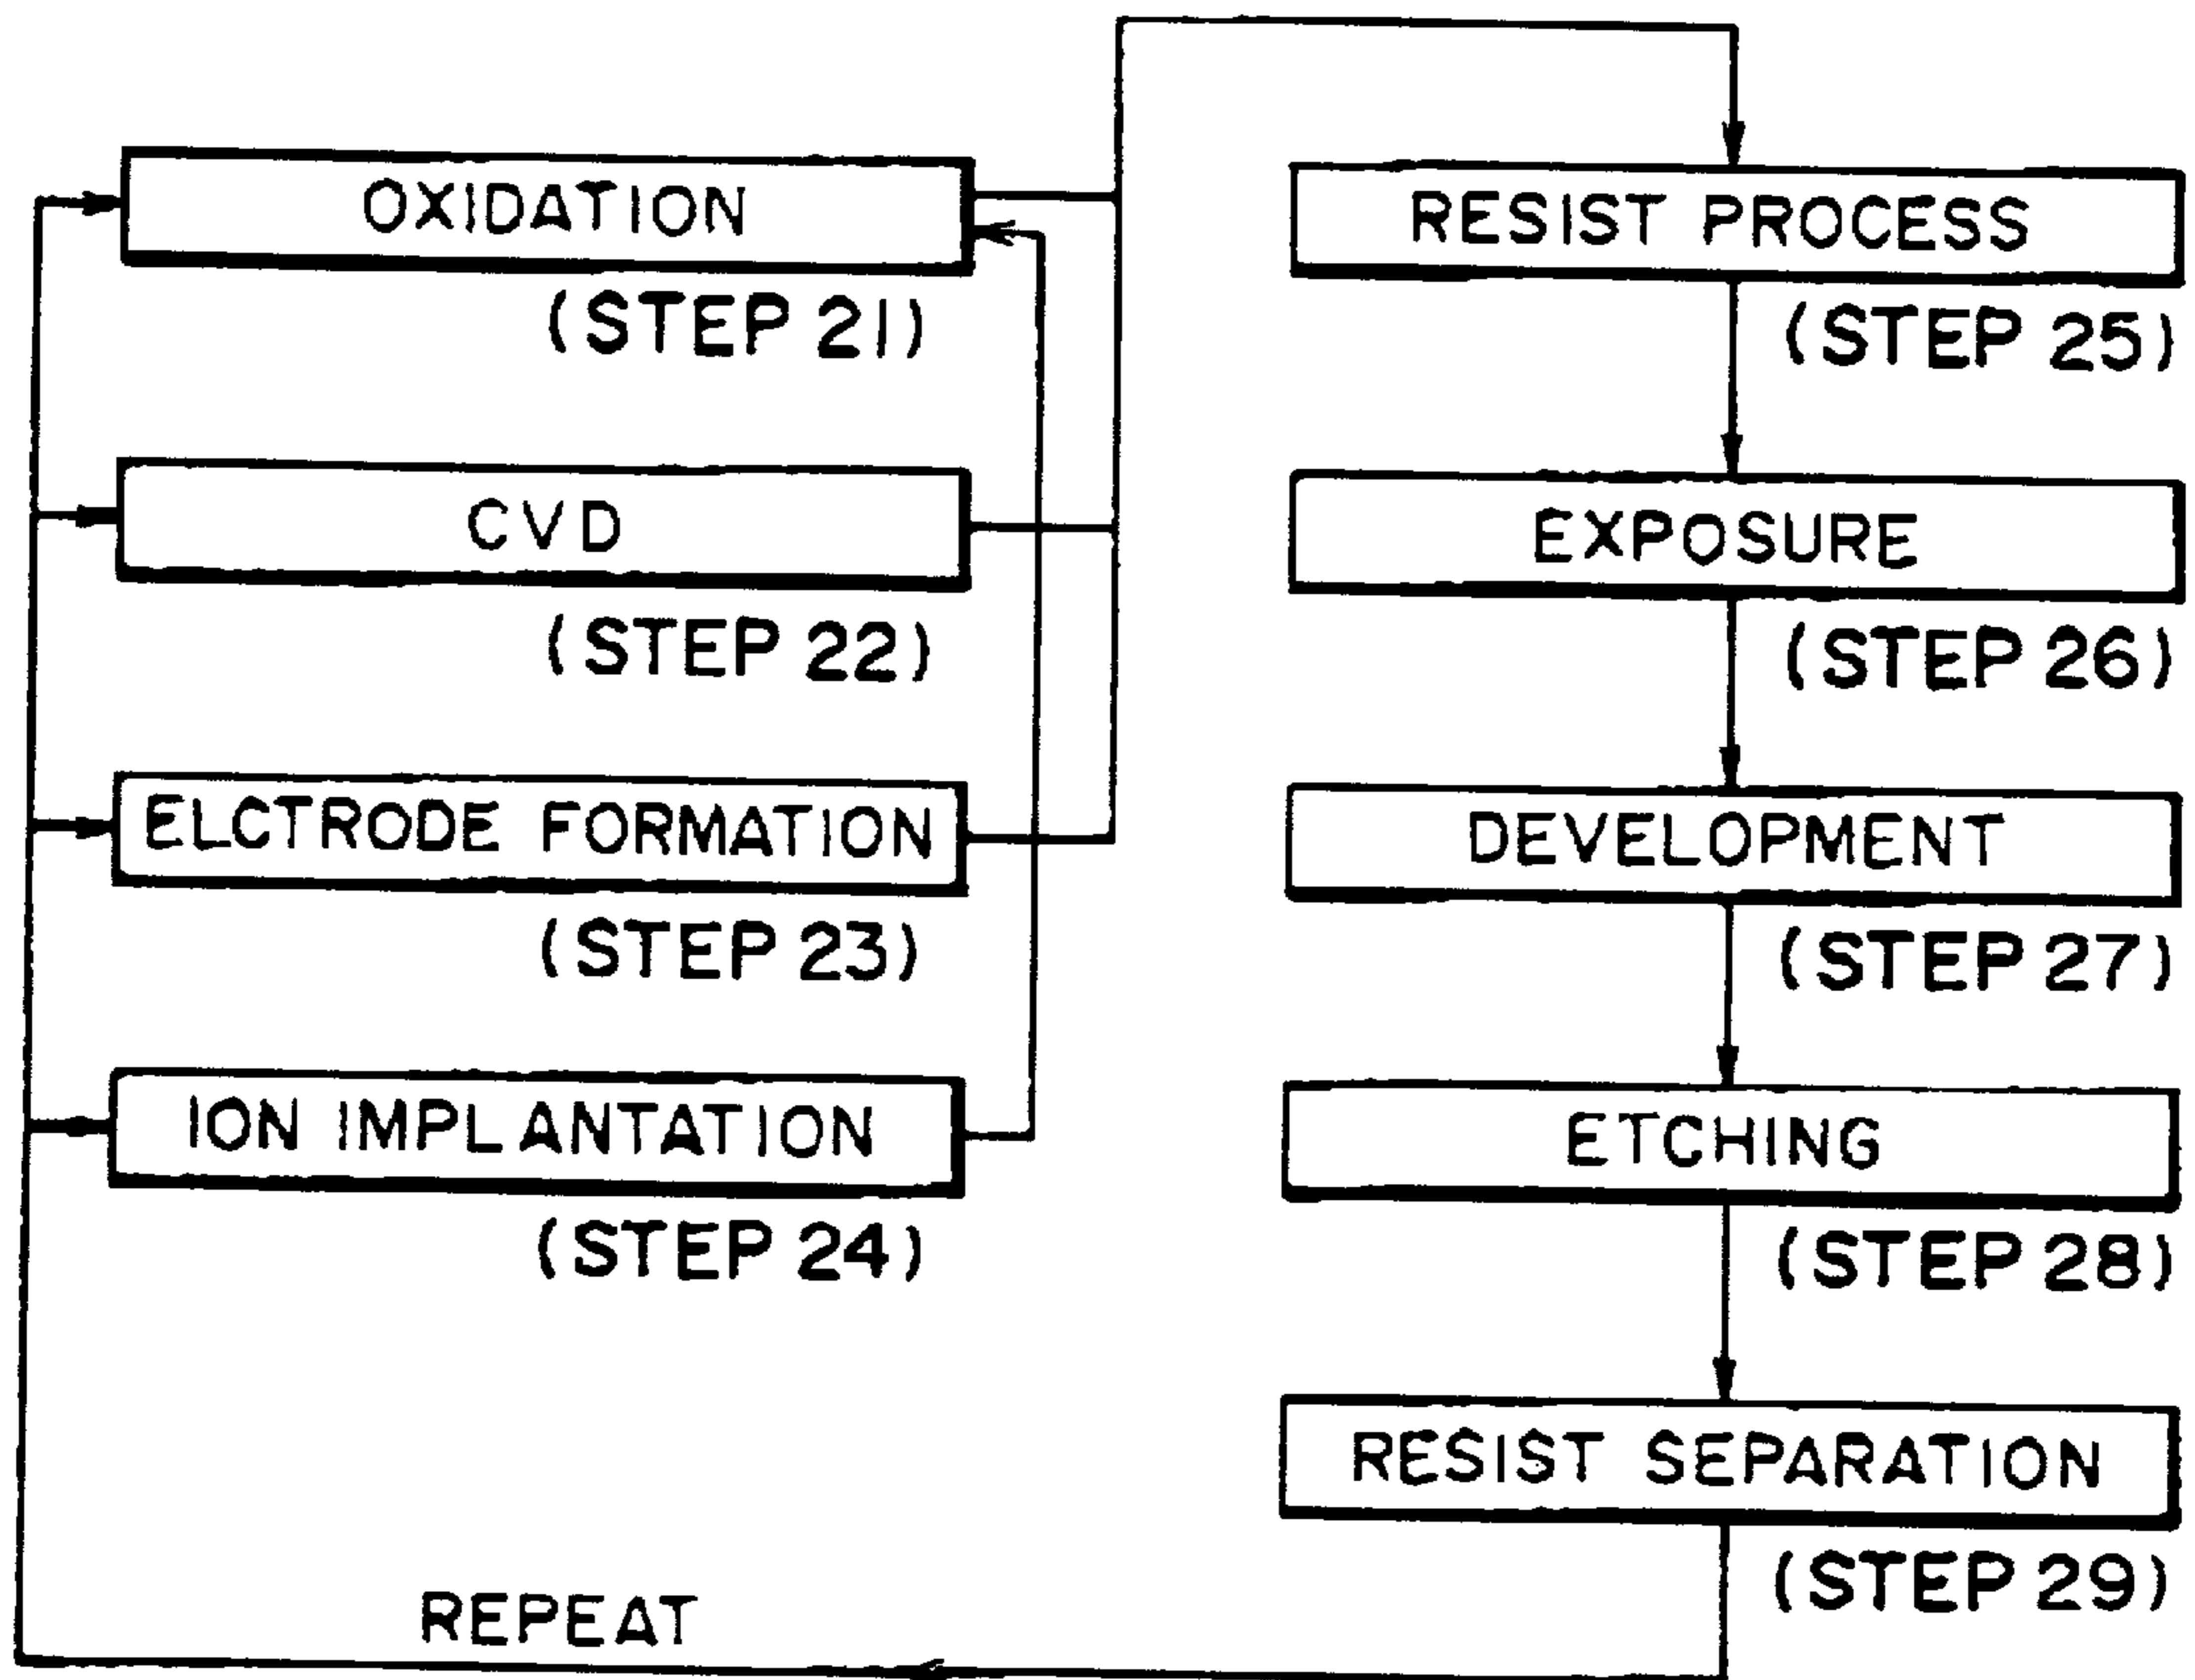 OXIDATION
(STEP 21)
CVD
(STEP 22)
ELCTRODE FORMATION
(STEP 23)
ION IMPLANTATION
(STEP 24)
RESIST PROCESS
(STEP 25)
EXPOSURE
(STEP 26)
DEVELOPMENT
(STEP 27)
ETCHING
(STEP 28)
RESIST SEPARATION
(STEP 29)
REPEAT